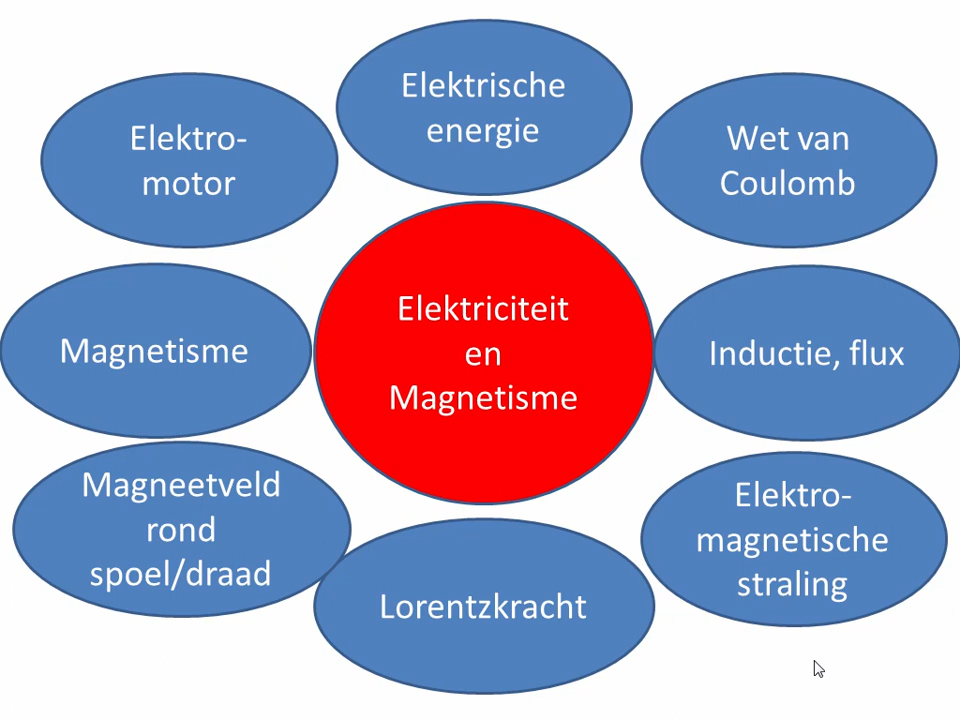 Elektrische
energie
Elektro-
motor
Wet van
Coulomb
Elektriciteit
en
Magnetisme
Magnetisme
Inductie, flux
Magneetveld
rond
spoel/draad
Elektro-
magnetische
straling
Lorentzkracht